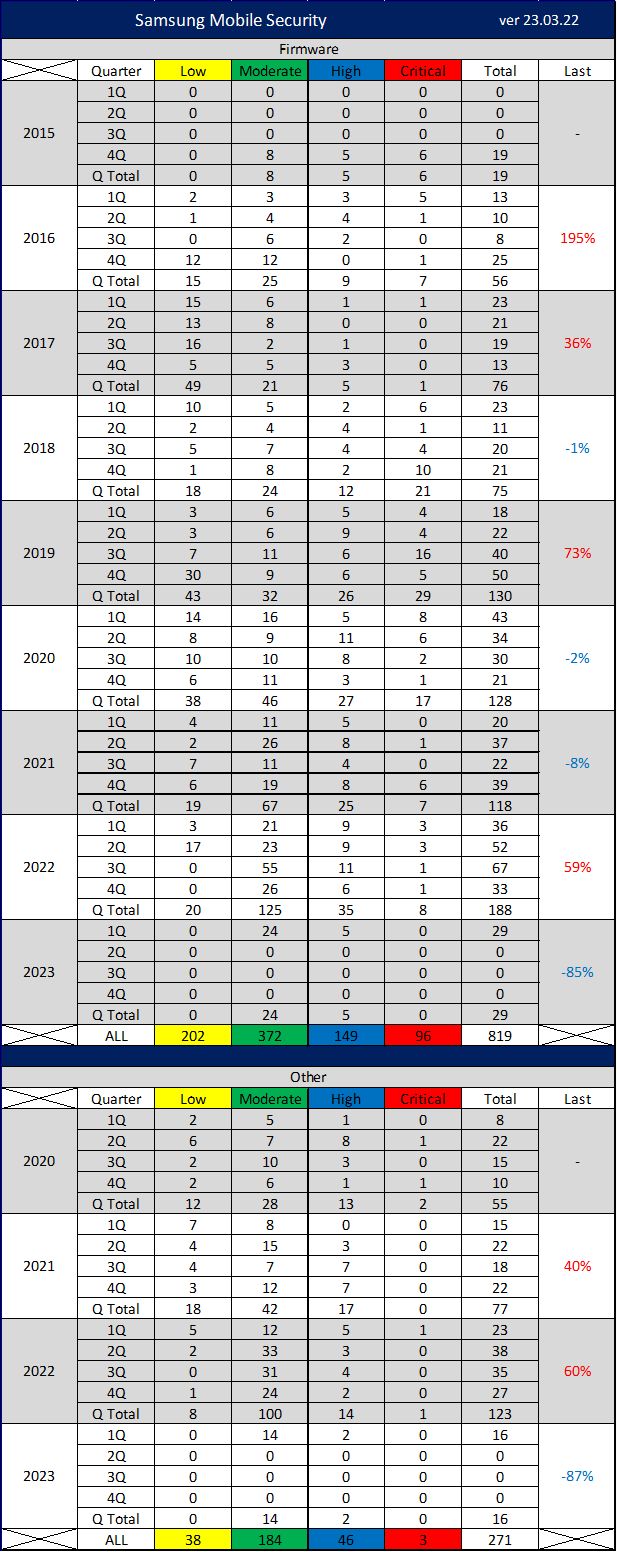 Samsung Mobile Security ver 23.03.22
Firmware
Quarter Low Moderate High Critical Total Last
1Q 0 0 0 0 0
2Q 0 0 0 0 0
2015 3Q 0 0 0 0 0 -
4Q 0 8 5 6 19
Q Total 0 8 5 6 19
1Q 2 3 3 5 13
2Q 1 4 4 1 10
2016 3Q 0 6 2 0 8 195%
4Q 12 12 0 1 25
Q Total 15 25 9 7 56
1Q 15 6 1 1 23
2Q 13 8 0 0 21
2017 3Q 16 2 1 0 19 36%
4Q 5 5 3 0 13
Q Total 49 21 5 1 76
1Q 10 5 2 6 23
2Q 2 4 4 1 11
2018 3Q 5 7 4 4 20 -1%
4Q 1 8 2 10 21
Q Total 18 24 12 21 75
1Q 3 6 5 4 18
2Q 3 6 9 4 22
2019 3Q 7 11 6 16 40 73%
4Q 30 9 6 5 50
Q Total 43 32 26 29 130
1Q 14 16 5 8 43
2Q 8 9 11 6 34
2020 3Q 10 10 8 2 30 -2%
4Q 6 11 3 1 21
Q Total 38 46 27 17 128
1Q 4 11 5 0 20
2Q 2 26 8 1 37
2021 3Q 7 11 4 0 22 -8%
4Q 6 19 8 6 39
Q Total 19 67 25 7 118
1Q 3 21 9 3 36
2Q 17 23 9 3 52
2022 3Q 0 55 11 1 67 59%
4Q 0 26 6 1 33
Q Total 20 125 35 8 188
1Q 0 24 5 0 29
2Q 0 0 0 0 0
2023 3Q 0 0 0 0 0 -85%
4Q 0 0 0 0 0
Q Total 0 24 5 0 29
ALL 202 372 149 96 819
Other
Quarter Low Moderate High Critical Total Last
1Q 2 5 1 0 8
2Q 6 7 8 1 22
2020 3Q 2 10 3 0 15 -
4Q 2 6 1 1 10
Q Total 12 28 13 2 55
1Q 7 8 0 0 15
2Q 4 15 3 0 22
2021 3Q 4 7 7 0 18 40%
4Q 3 12 7 0 22
Q Total 18 42 17 0 77
1Q 5 12 5 1 23
2Q 2 33 3 0 38
2022 3Q 0 31 4 0 35 60%
4Q 1 24 2 0 27
Q Total 8 100 14 1 123
1Q 0 14 2 0 16
2Q 0 0 0 0 0
2023 3Q 0 0 0 0 0 -87%
4Q 0 0 0 0 0
Q Total 0 14 2 0 16
ALL 38 184 46 3 271